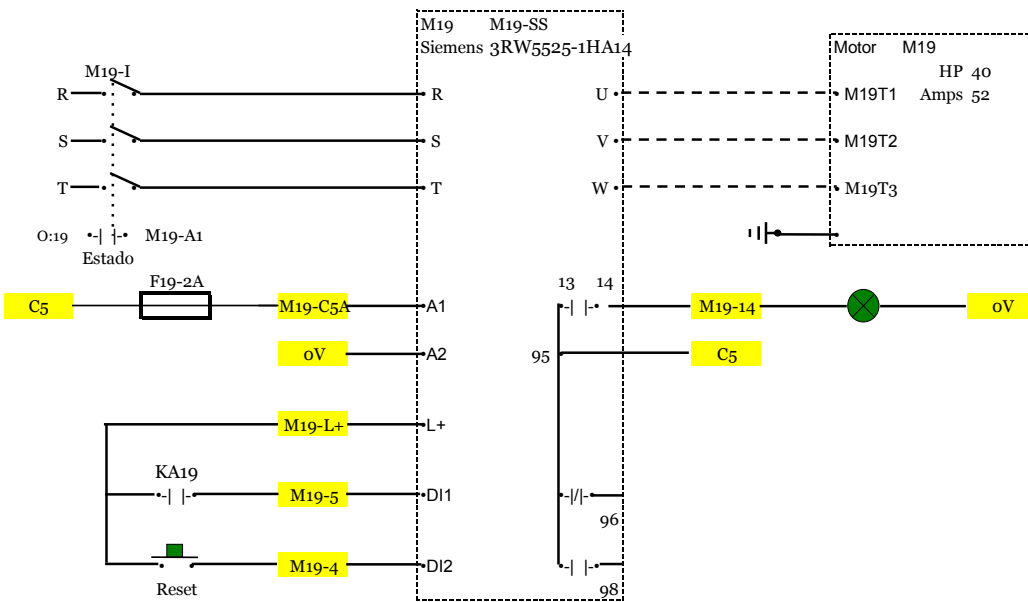 M19 M19-SS
Siemens 3RW5525-1HA14
Motor M19
HP 40
Amps 52
M19-I
R R U M19T1
S S V M19T2
T T W M19T3
O:19 M19-A1
Estado
F19-2A 13 14
C5 M19-C5A A1 M19-14 0V
0V A2 95 C5
M19-L+ L+
KA19
M19-5 DI1
96
M19-4 DI2
Reset 98